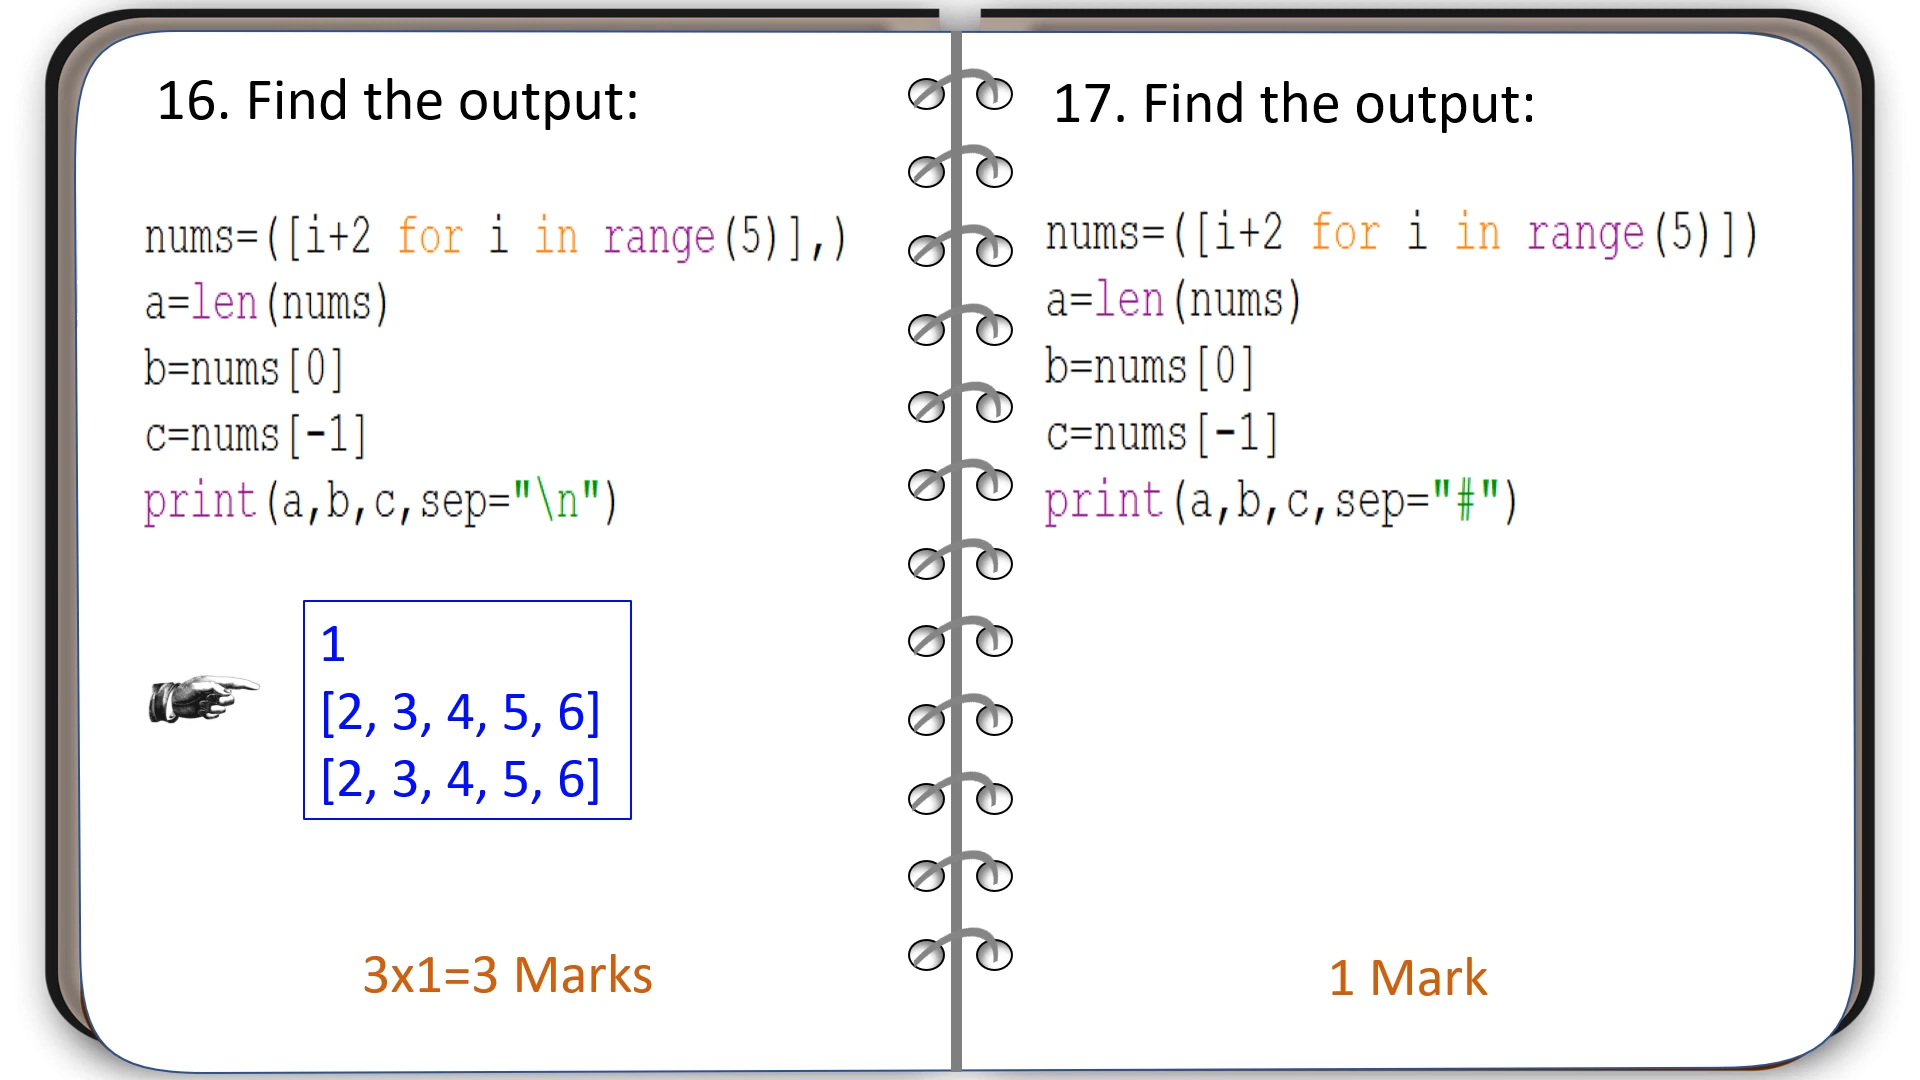 16. Find the output:
nums=([i+2 for i in range(5)],)
a=len(nums)
b=nums[0]
c=nums[-1]
print(a,b,c,sep="\n")
1
[2, 3, 4, 5, 6]
[2, 3, 4, 5, 6]
3x1=3 Marks
17. Find the output:
nums=([i+2 for i in range(5)])
a=len(nums)
b=nums[0]
c=nums[-1]
print(a,b,c,sep="#")
1 Mark